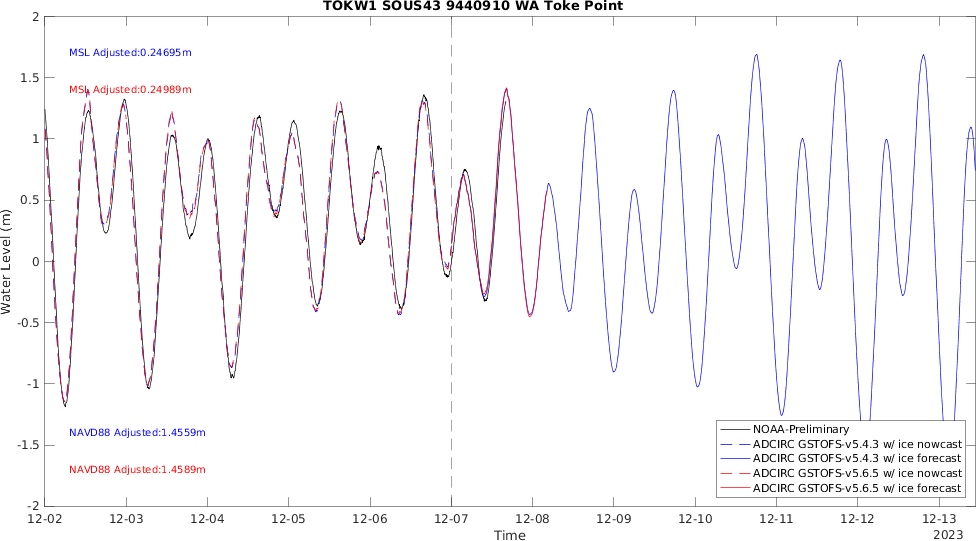 TOKW1 SOUS43 9440910 WA Toke Point
MSL Adjusted:0.24695m
MSL Adjusted:0.24989m
NAVD88 Adjusted:1.4559m
NAVD88 Adjusted:1.4589m
Water Level (m)
2
1.5
1
0.5
0
-0.5
-1
-1.5
-2
NOAA-Preliminary
ADCIRC GSTOFS-v5.4.3 w/ ice nowcast
ADCIRC GSTOFS-v5.4.3 w/ ice forecast
ADCIRC GSTOFS-v5.6.5 w/ ice nowcast
ADCIRC GSTOFS-v5.6.5 w/ ice forecast
12-02 12-03 12-04 12-05 12-06 12-07 12-08 12-09 12-10 12-11 12-12 12-13
Time
2023